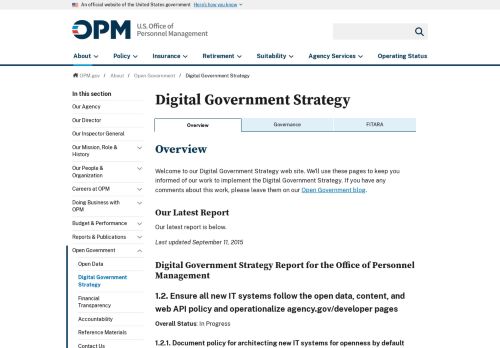 An official website of the United States government Here's how you know
OPM U.S. Office of
Personnel Management
About Policy Insurance Retirement Suitability Agency Services Operating Status
OPM.gov / About / Open Government / Digital Government Strategy
In this section
Our Agency
Our Director
Our Inspector General
Our Mission, Role &
History
Our People &
Organization
Careers at OPM
Doing Business with
OPM
Budget & Performance
Reports & Publications
Open Government
Open Data
Digital Government
Strategy
Financial
Transparency
Accountability
Reference Materials
Contact Us
Digital Government Strategy
Overview Governance FITARA
Overview
Welcome to our Digital Government Strategy web site. We'll use these pages to keep you
informed of our work to implement the Digital Government Strategy. If you have any
comments about this work, please leave them on our Open Government blog.
Our Latest Report
Our latest report is below.
Last updated September 11, 2015
Digital Government Strategy Report for the Office of Personnel
Management
1.2. Ensure all new IT systems follow the open data, content, and
web API policy and operationalize agency.gov/developer pages
Overall Status: In Progress
1.2.1. Document policy for architecting new IT systems for openness by default